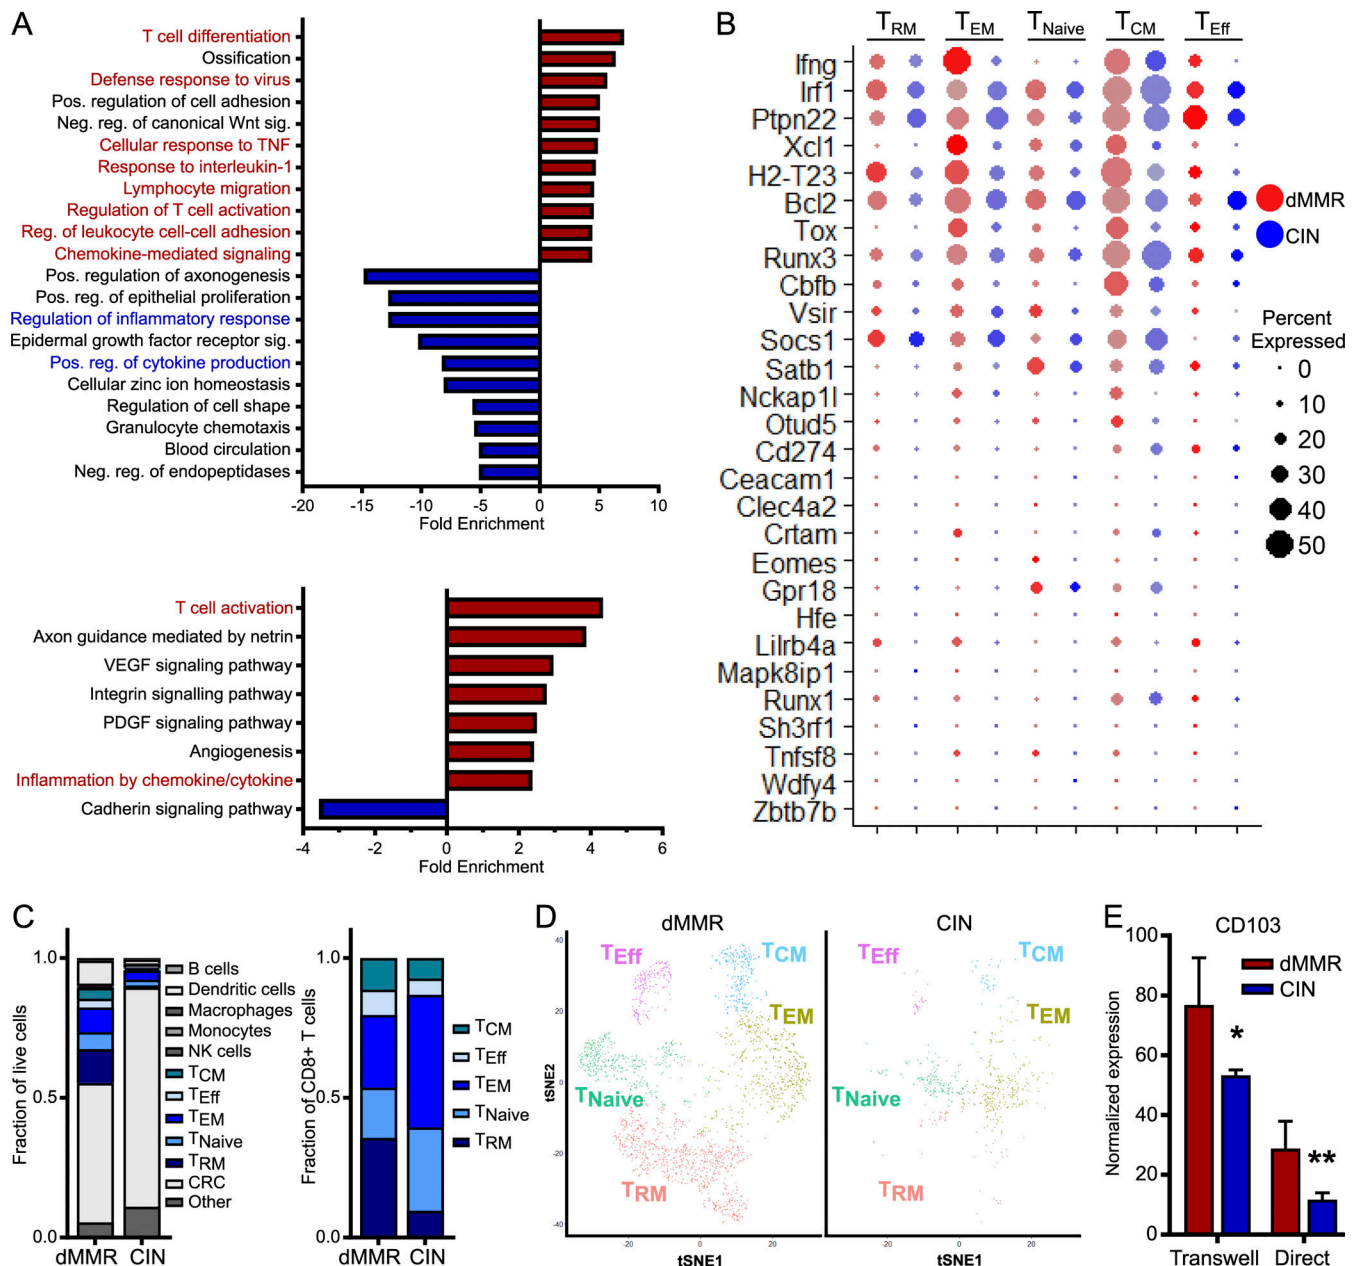 A
T cell differentiation
Ossification
Defense response to virus
Pos. regulation of cell adhesion
Neg. reg. of canonical Wnt sig.
Cellular response to TNF
Response to interleukin-1
Lymphocyte migration
Regulation of T cell activation
Reg. of leukocyte cell-cell adhesion
Chemokine-mediated signaling
Pos. regulation of axonogenesis
Pos. reg. of epithelial proliferation
Regulation of inflammatory response
Epidermal growth factor receptor sig.
Pos. reg. of cytokine production
Cellular zinc ion homeostasis
Regulation of cell shape
Granulocyte chemotaxis
Blood circulation
Neg. reg. of endopeptidases
-20 -15 -10 -5 0 5 10
Fold Enrichment
T cell activation
Axon guidance mediated by netrin
VEGF signaling pathway
Integrin signalling pathway
PDGF signaling pathway
Angiogenesis
Inflammation by chemokine/cytokine
Cadherin signaling pathway
-4 -2 0 2 4 6
Fold Enrichment
B
TRM TEM TNaive TCM TEff
Ifng
Irf1
Ptpn22
Xcl1
H2-T23
Bcl2
Tox
Runx3
Cbfb
Vsir
Socs1
Satb1
Nckap1l
Otud5
Cd274
Ceacam1
Clec4a2
Crtam
Eomes
Gpr18
Hfe
Lilrb4a
Mapk8ip1
Runx1
Sh3rf1
Tnfsf8
Wdfy4
Zbtb7b
dMMR
CIN
Percent
Expressed
0
10
20
30
40
50
C
Fraction of live cells
1.0
0.5
0.0
dMMR CIN
B cells
Dendritic cells
Macrophages
Monocytes
NK cells
TCM
TEff
TEM
TNaive
TRM
CRC
Other
Fraction of CD8+ T cells
1.0
0.5
0.0
dMMR CIN
TCM
TEff
TEM
TNaive
TRM
D
dMMR CIN
TEff TCM TEM TNaive TRM
TEff TCM TEM TNaive TRM
tSNE2
40
20
0
-20
-40
-20 0 20
tSNE1
-20 0 20
tSNE1
E
CD103
Normalized expression
100
80
60
40
20
0
dMMR
CIN
*
**
Transwell Direct